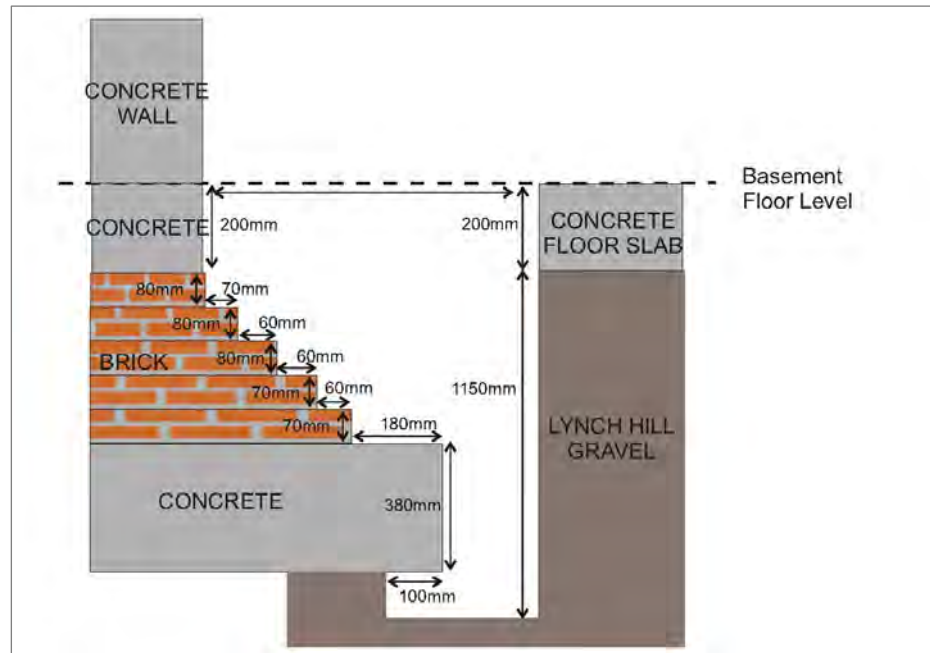 CONCRETE
WALL
Basement
Floor Level
CONCRETE
200mm
200mm
CONCRETE
FLOOR SLAB
80mm
70mm
80mm
60mm
BRICK
80mm
60mm
70mm
60mm
1150mm
70mm
180mm
LYNCH HILL
GRAVEL
CONCRETE
380mm
100mm